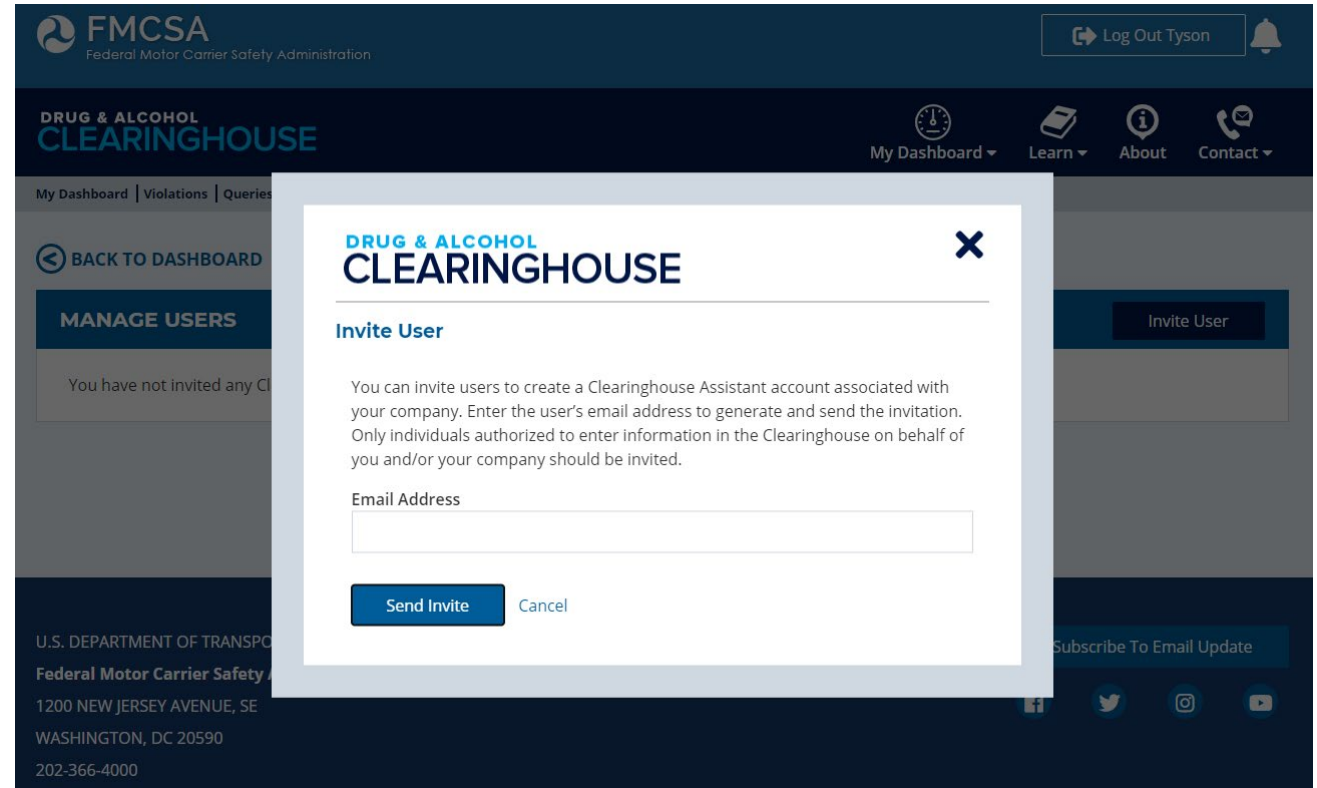 FMCSA
Federal Motor Carrier Safety Administration
Log Out Tyson
DRUG & ALCOHOL
CLEARINGHOUSE
My Dashboard
Learn
About
Contact
My Dashboard | Violations | Queries
BACK TO DASHBOARD
MANAGE USERS
Invite User
You have not invited any Cl
DRUG & ALCOHOL
CLEARINGHOUSE
Invite User
You can invite users to create a Clearinghouse Assistant account associated with
your company. Enter the user's email address to generate and send the invitation.
Only individuals authorized to enter information in the Clearinghouse on behalf of
you and/or your company should be invited.
Email Address
Send Invite
Cancel
U.S. DEPARTMENT OF TRANSPO
Federal Motor Carrier Safety
1200 NEW JERSEY AVENUE, SE
WASHINGTON, DC 20590
202-366-4000
Subscribe To Email Update